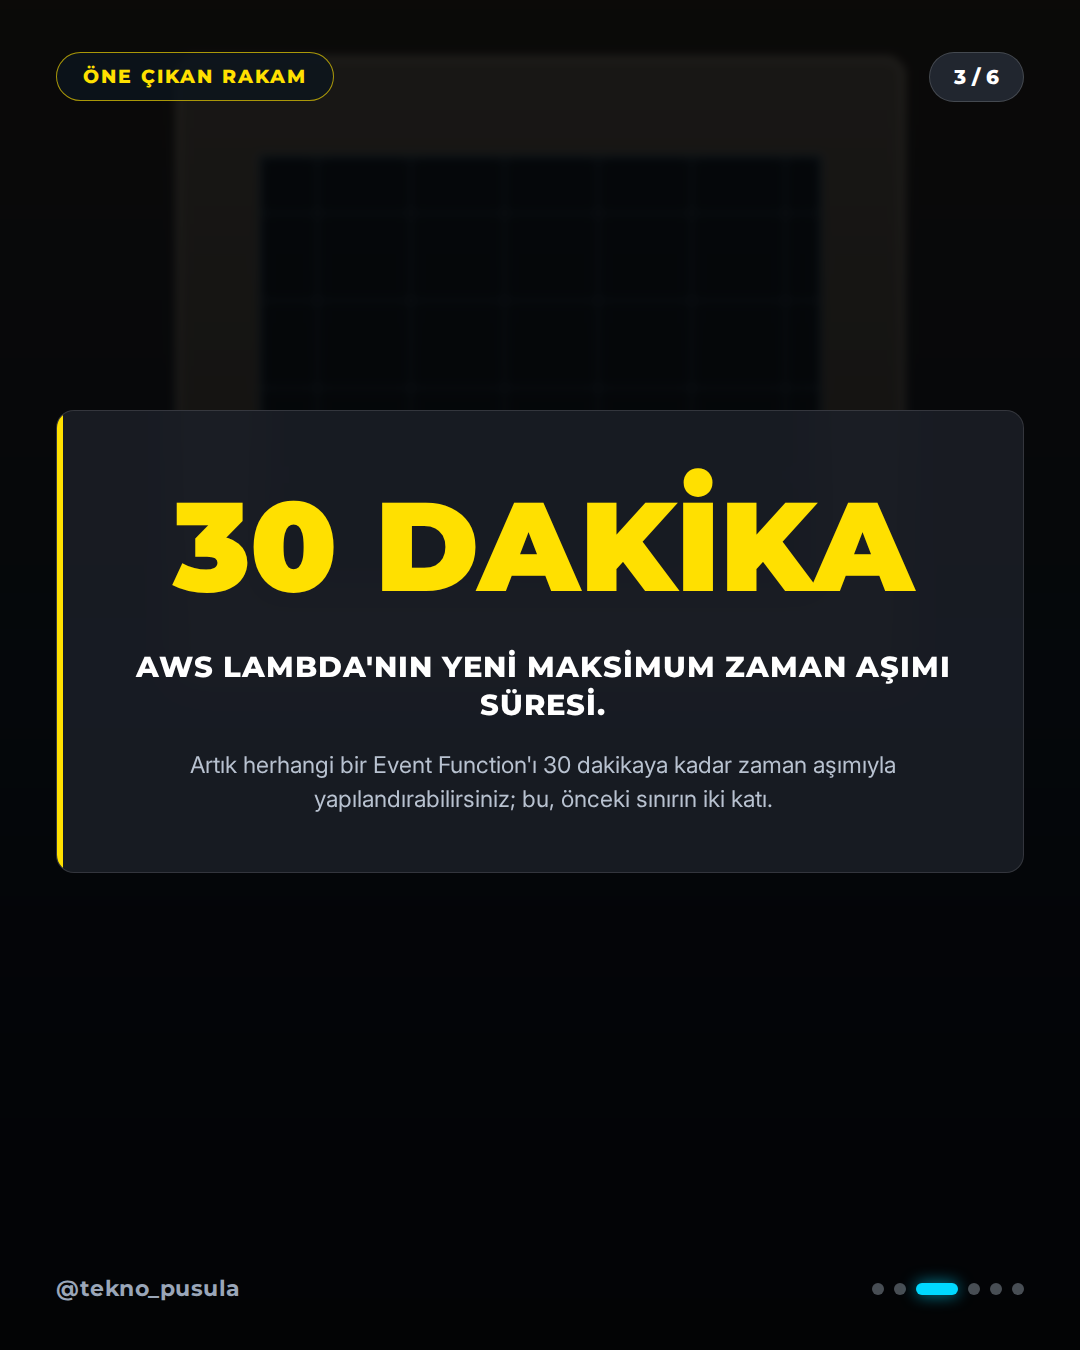 ÖNE ÇIKAN RAKAM
3 / 6
30 DAKİKA
AWS LAMBDA'NIN YENİ MAKSİMUM ZAMAN AŞIMI
SÜRESİ.
Artık herhangi bir Event Function'ı 30 dakikaya kadar zaman aşımıyla
yapılandırabilirsiniz; bu, önceki sınırın iki katı.
@tekno_pusula